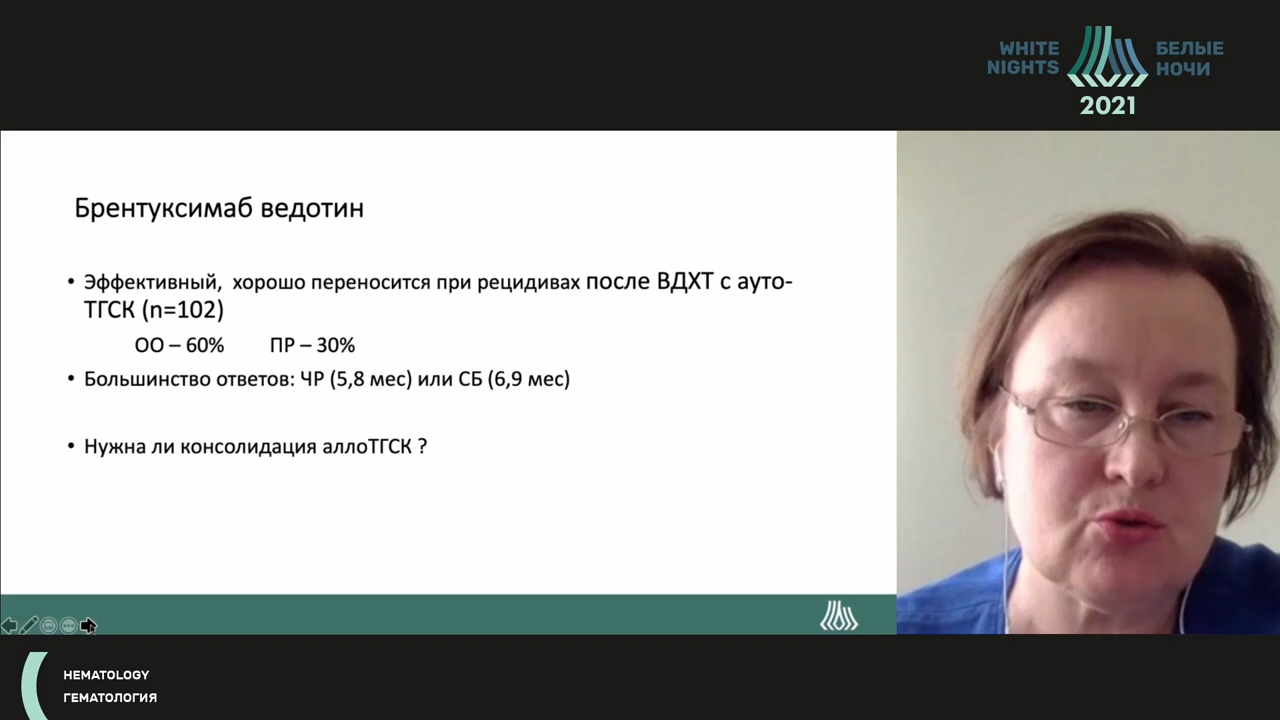 WHITE NIGHTS
БЕЛЫЕ НОЧИ
2021
Брентуксимаб ведотин
• Эффективный, хорошо переносится при рецидивах после ВДХТ с ауто-
ТГСК (n=102)
ОО – 60% ПР – 30%
• Большинство ответов: ЧР (5,8 мес) или СБ (6,9 мес)
• Нужна ли консолидация аллоТГСК ?
HEMATOLOGY
ГЕМАТОЛОГИЯ